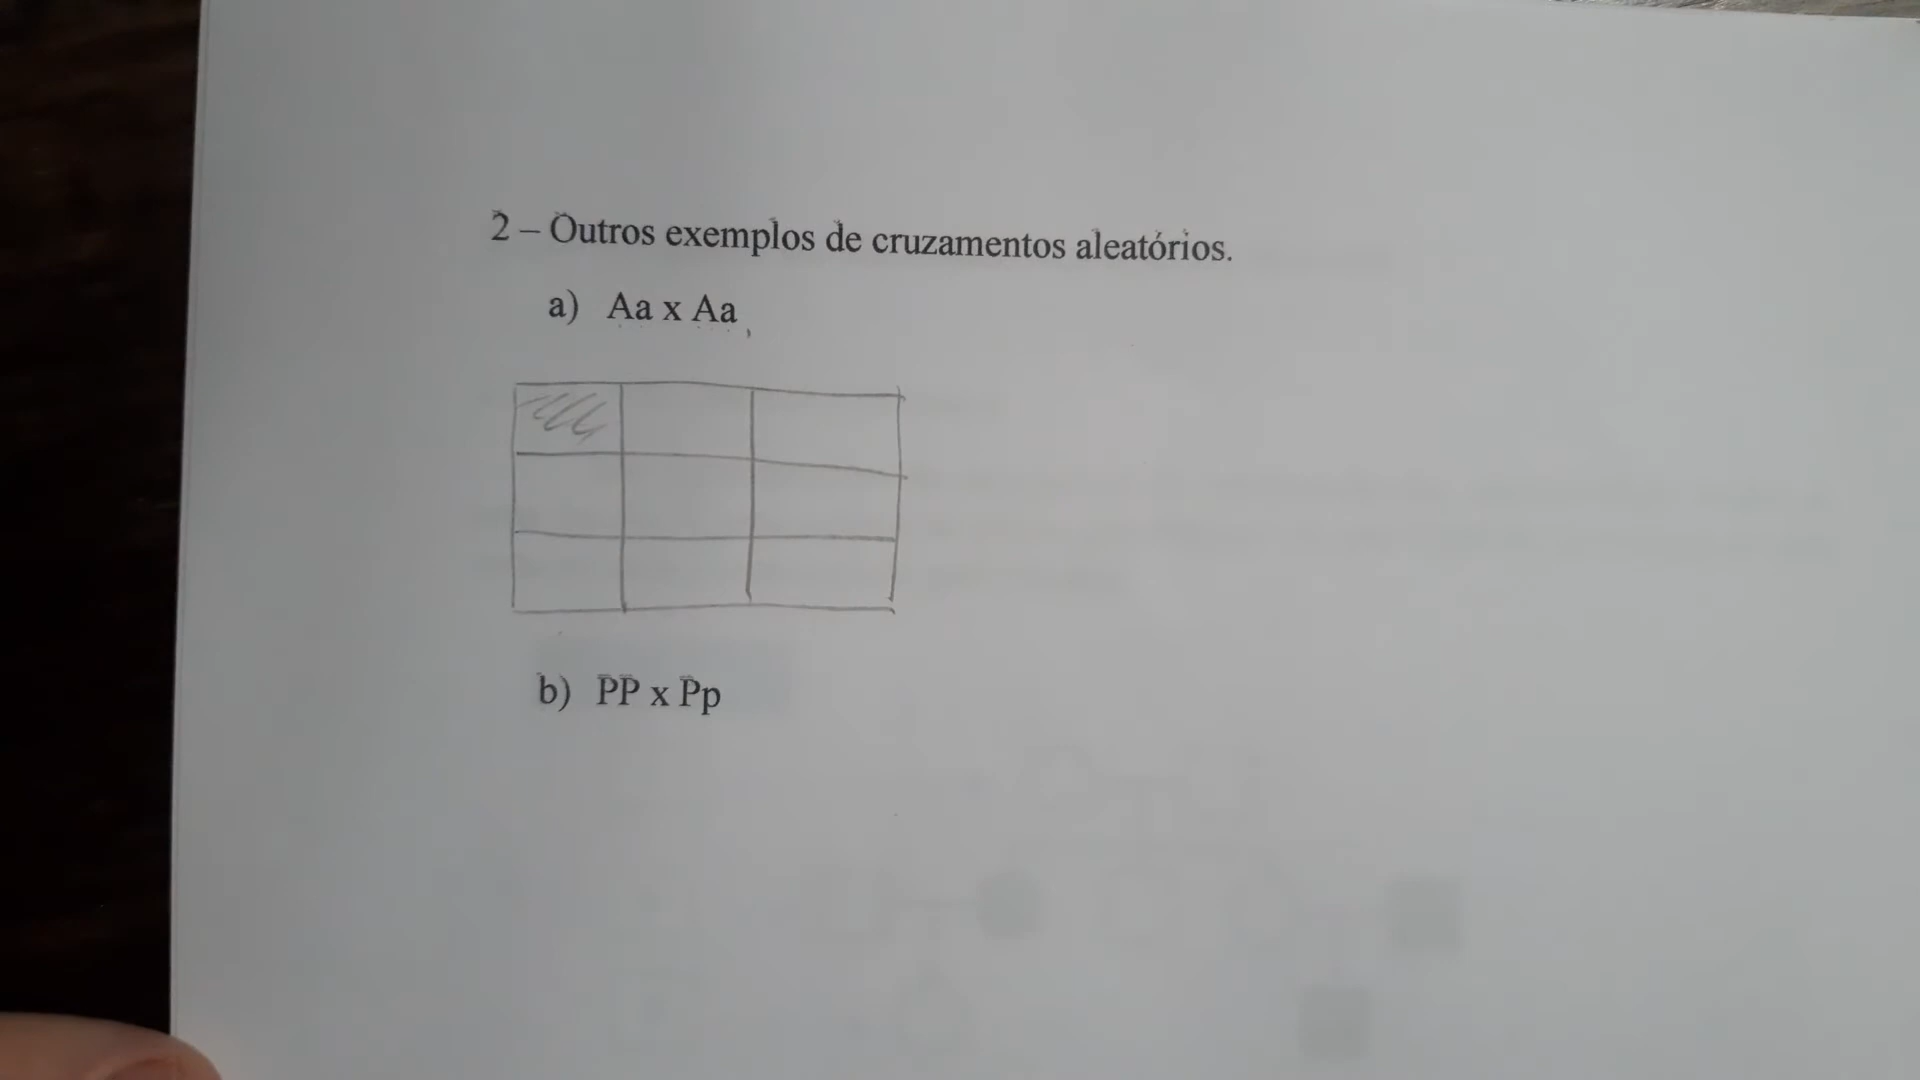 2 – Outros exemplos de cruzamentos aleatórios.
a) Aa x Aa
b) PP x Pp